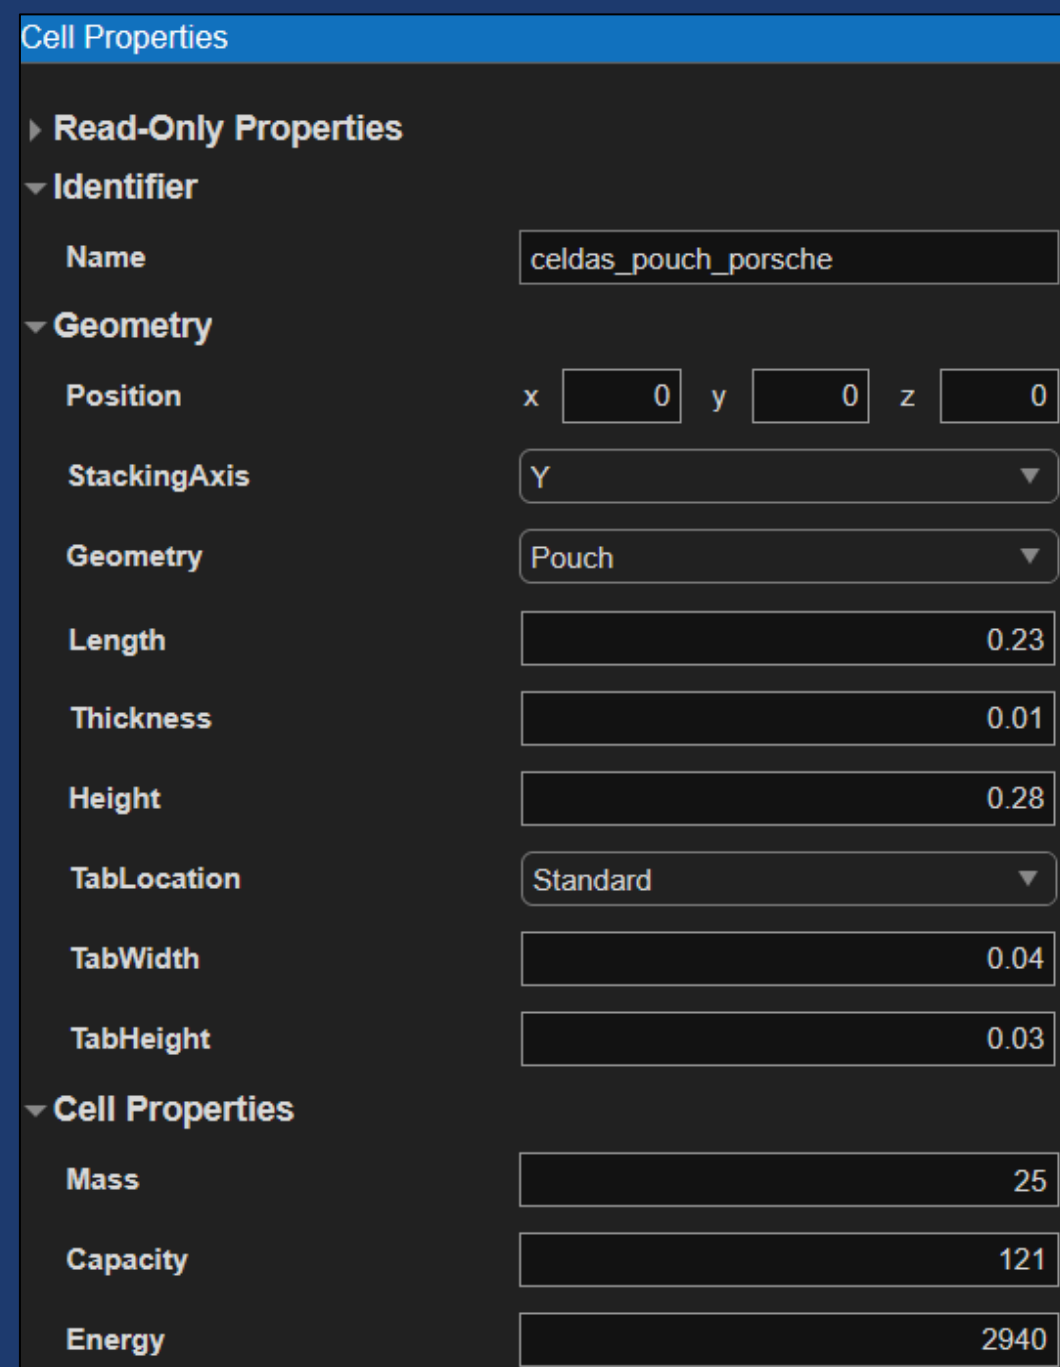 Cell Properties
Read-Only Properties
Identifier
Name celdas_pouch_porsche
Geometry
Position x 0 y 0 z 0
StackingAxis Y
Geometry Pouch
Length 0.23
Thickness 0.01
Height 0.28
TabLocation Standard
TabWidth 0.04
TabHeight 0.03
Cell Properties
Mass 25
Capacity 121
Energy 2940